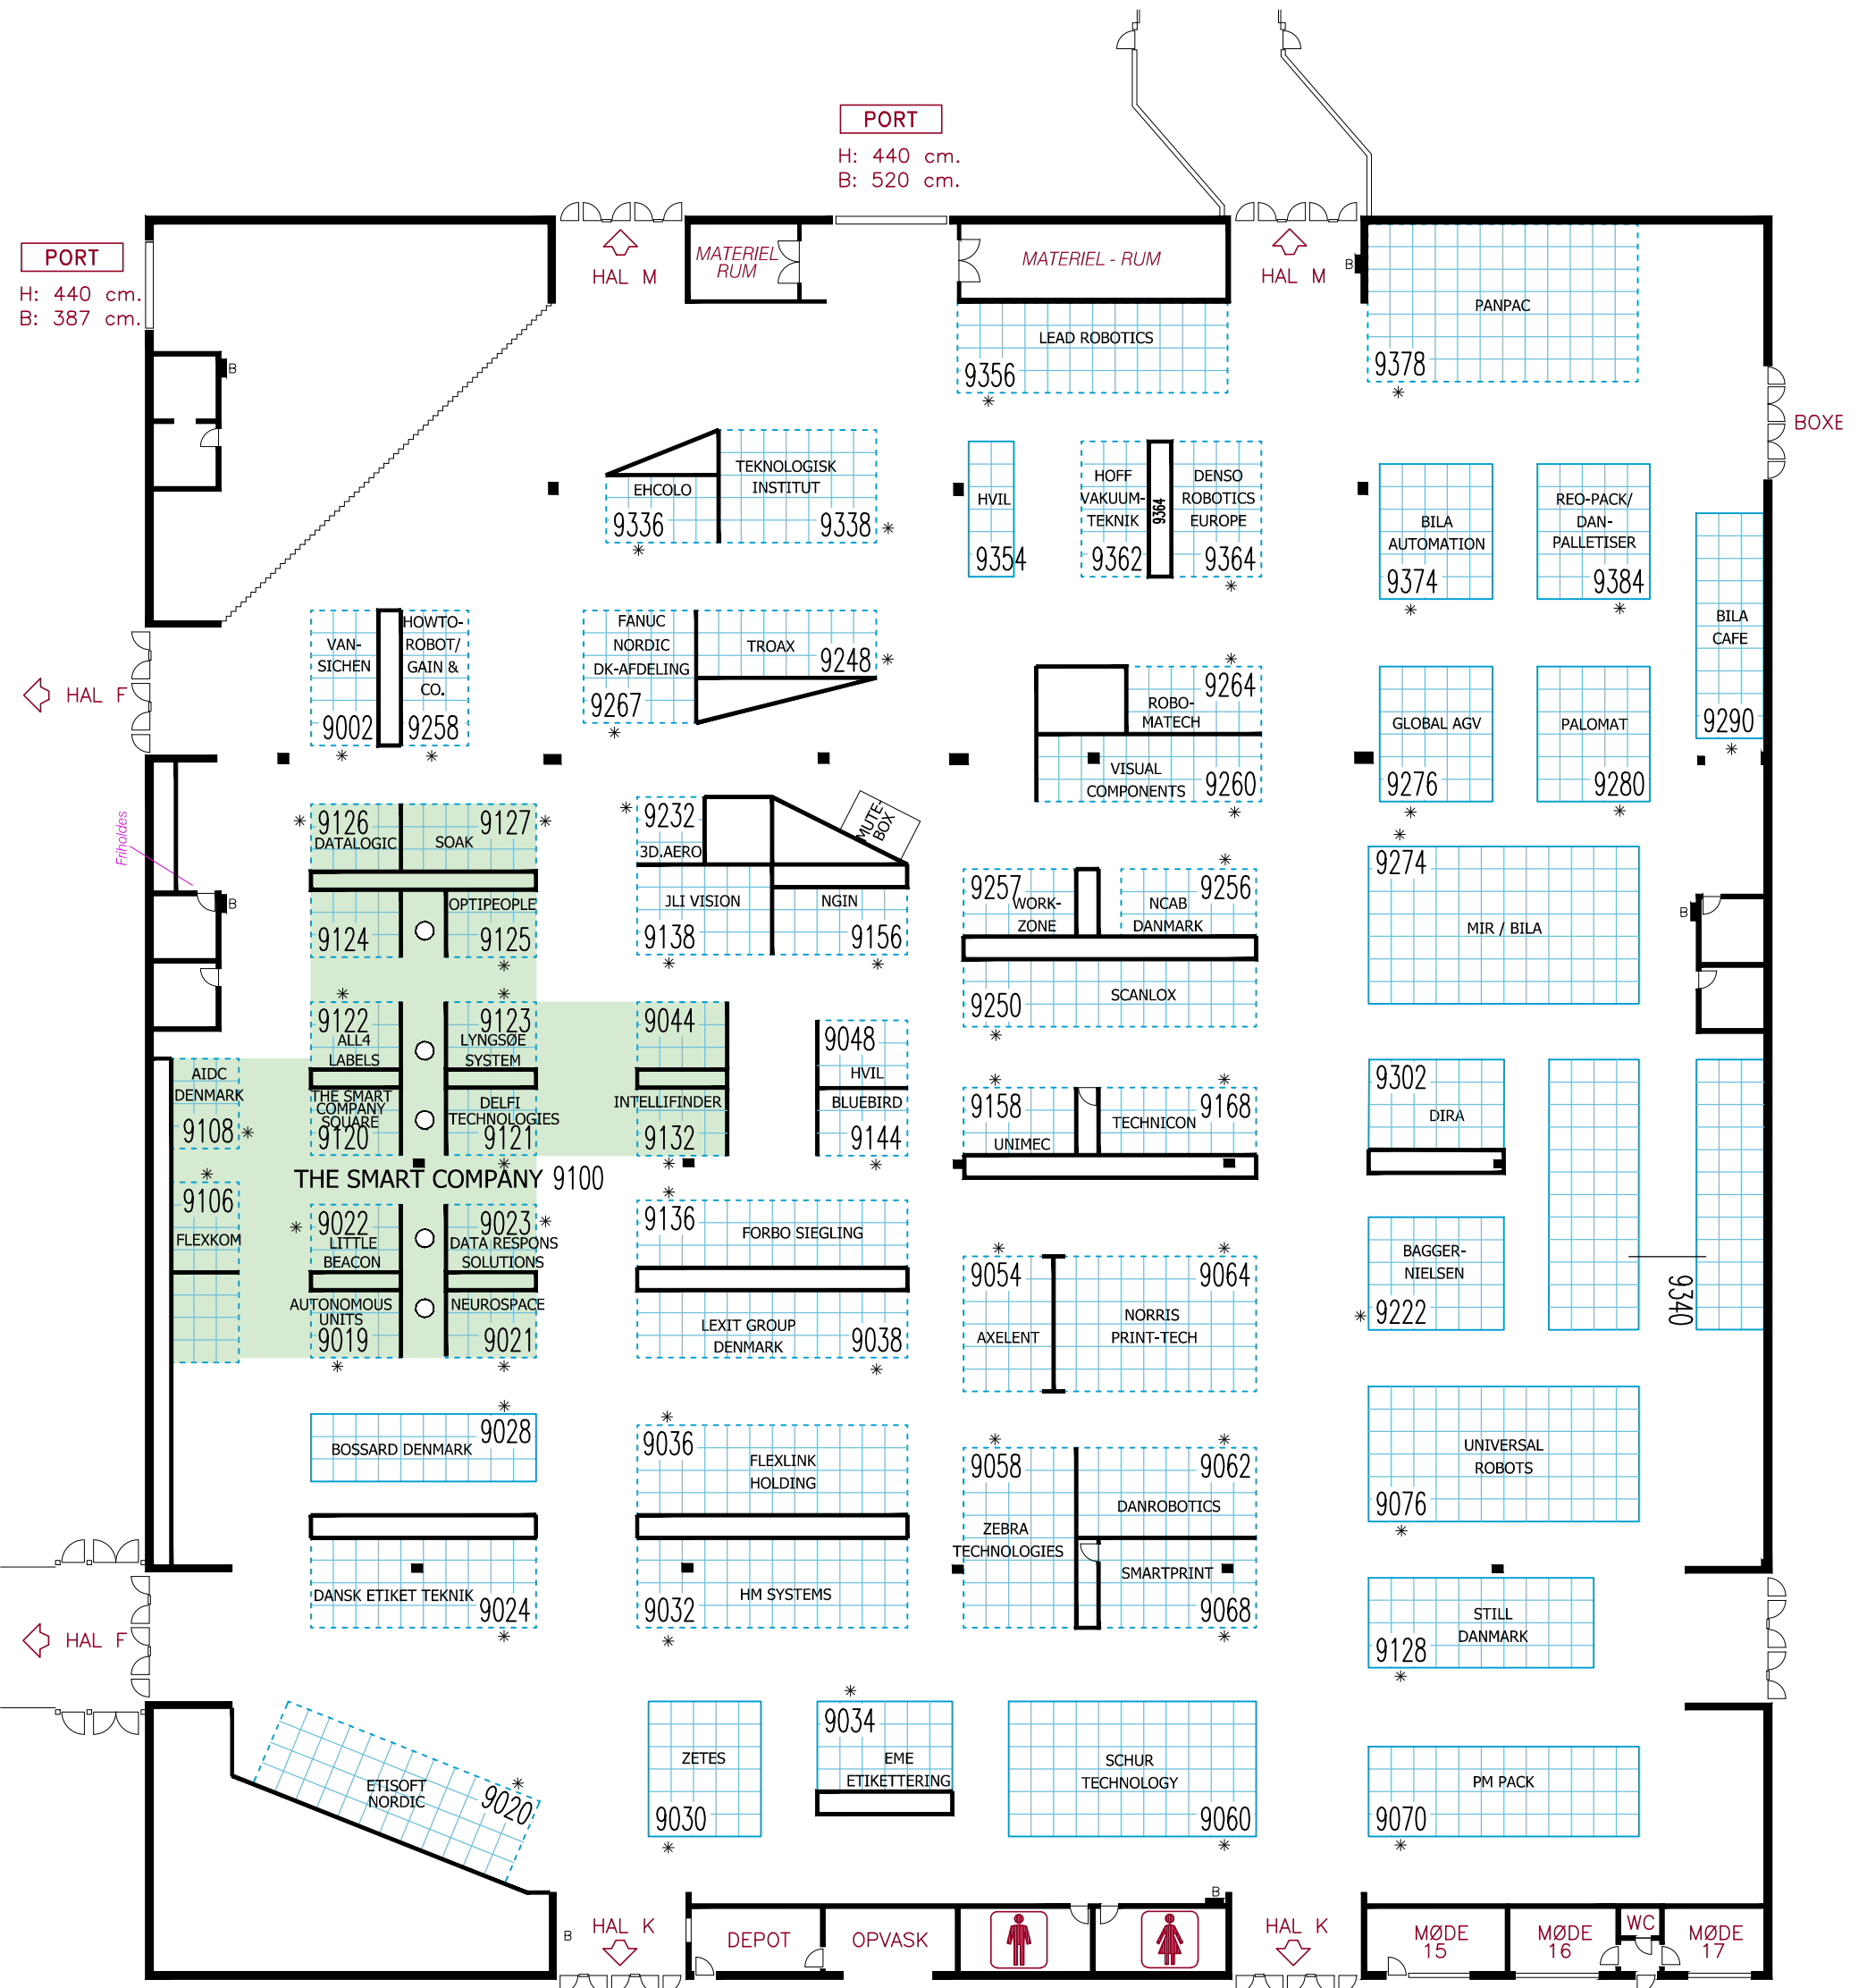 PORT
H: 440 cm.
B: 520 cm.
PORT
H: 440 cm.
B: 387 cm.
HAL M
MATERIEL
RUM
MATERIEL - RUM
HAL M
B
PANPAC
9378
LEAD ROBOTICS
9356
B
BOXE
TEKNOLOGISK
INSTITUT
9338
EHCOLO
9336
HVIL
9354
HOFF
VAKUUM-
TEKNIK
9362
9364
DENSO
ROBOTICS
EUROPE
9364
BILA
AUTOMATION
9374
REO-PACK/
DAN-
PALLETISER
9384
BILA
CAFE
9290
HAL F
VAN-
SICHEN
9002
HOWTO-
ROBOT/
GAIN &
CO.
9258
FANUC
NORDIC
DK-AFDELING
9267
TROAX
9248
9264
ROBO-
MATECH
VISUAL
COMPONENTS
9260
GLOBAL AGV
9276
PALOMAT
9280
Friholdes
B
9126
DATALOGIC
9127
SOAK
9124
OPTIPEOPLE
9125
9232
3D.AERO
MUTE-
BOX
JLI VISION
9138
NGIN
9156
9257
WORK-
ZONE
9256
NCAB
DANMARK
9250
SCANLOX
9274
MIR / BILA
B
9122
ALL4
LABELS
9123
LYNGSØE
SYSTEM
9044
9048
HVIL
AIDC
DENMARK
9108
THE SMART
COMPANY
SQUARE
9120
DELFI
TECHNOLOGIES
9121
INTELLIFINDER
9132
BLUEBIRD
9144
9158
UNIMEC
9168
TECHNICON
9302
DIRA
THE SMART COMPANY 9100
9106
FLEXKOM
9022
LITTLE
BEACON
9023
DATA RESPONS
SOLUTIONS
AUTONOMOUS
UNITS
9019
NEUROSPACE
9021
9136
FORBO SIEGLING
LEXIT GROUP
DENMARK
9038
9054
AXELENT
9064
NORRIS
PRINT-TECH
BAGGER-
NIELSEN
9222
9340
9028
BOSSARD DENMARK
9036
FLEXLINK
HOLDING
9058
ZEBRA
TECHNOLOGIES
9062
DANROBOTICS
UNIVERSAL
ROBOTS
9076
DANSK ETIKET TEKNIK
9024
HM SYSTEMS
9032
SMARTPRINT
9068
STILL
DANMARK
9128
HAL F
ETISOFT
NORDIC
9020
ZETES
9030
9034
EME
ETIKETTERING
SCHUR
TECHNOLOGY
9060
PM PACK
9070
B
HAL K
DEPOT
OPVASK
B
HAL K
MØDE
15
MØDE
16
WC
MØDE
17